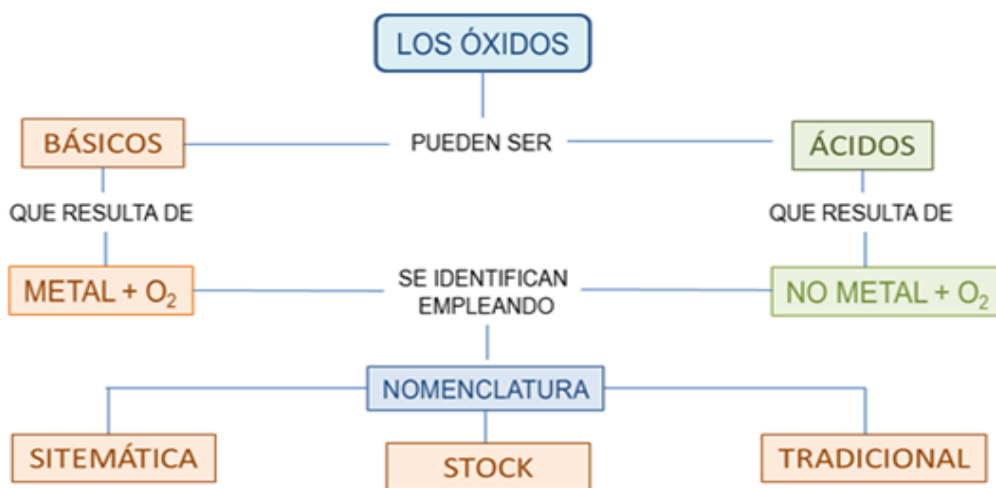 LOS ÓXIDOS
BÁSICOS
PUEDEN SER
ÁCIDOS
QUE RESULTA DE
QUE RESULTA DE
METAL + O₂
SE IDENTIFICAN
EMPLEANDO
NO METAL + O₂
NOMENCLATURA
SITEMÁTICA
STOCK
TRADICIONAL